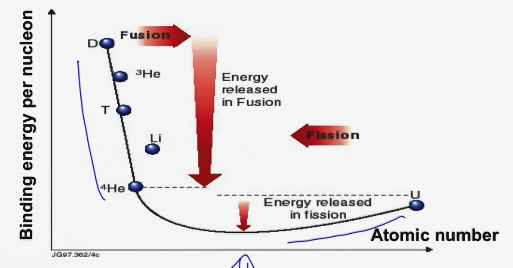 Binding energy per nucleon
D
Fusion
³He
T
Li
⁴He
Energy
released
in Fusion
Fission
Energy released
in fission
U
Atomic number
JG97.362/4c